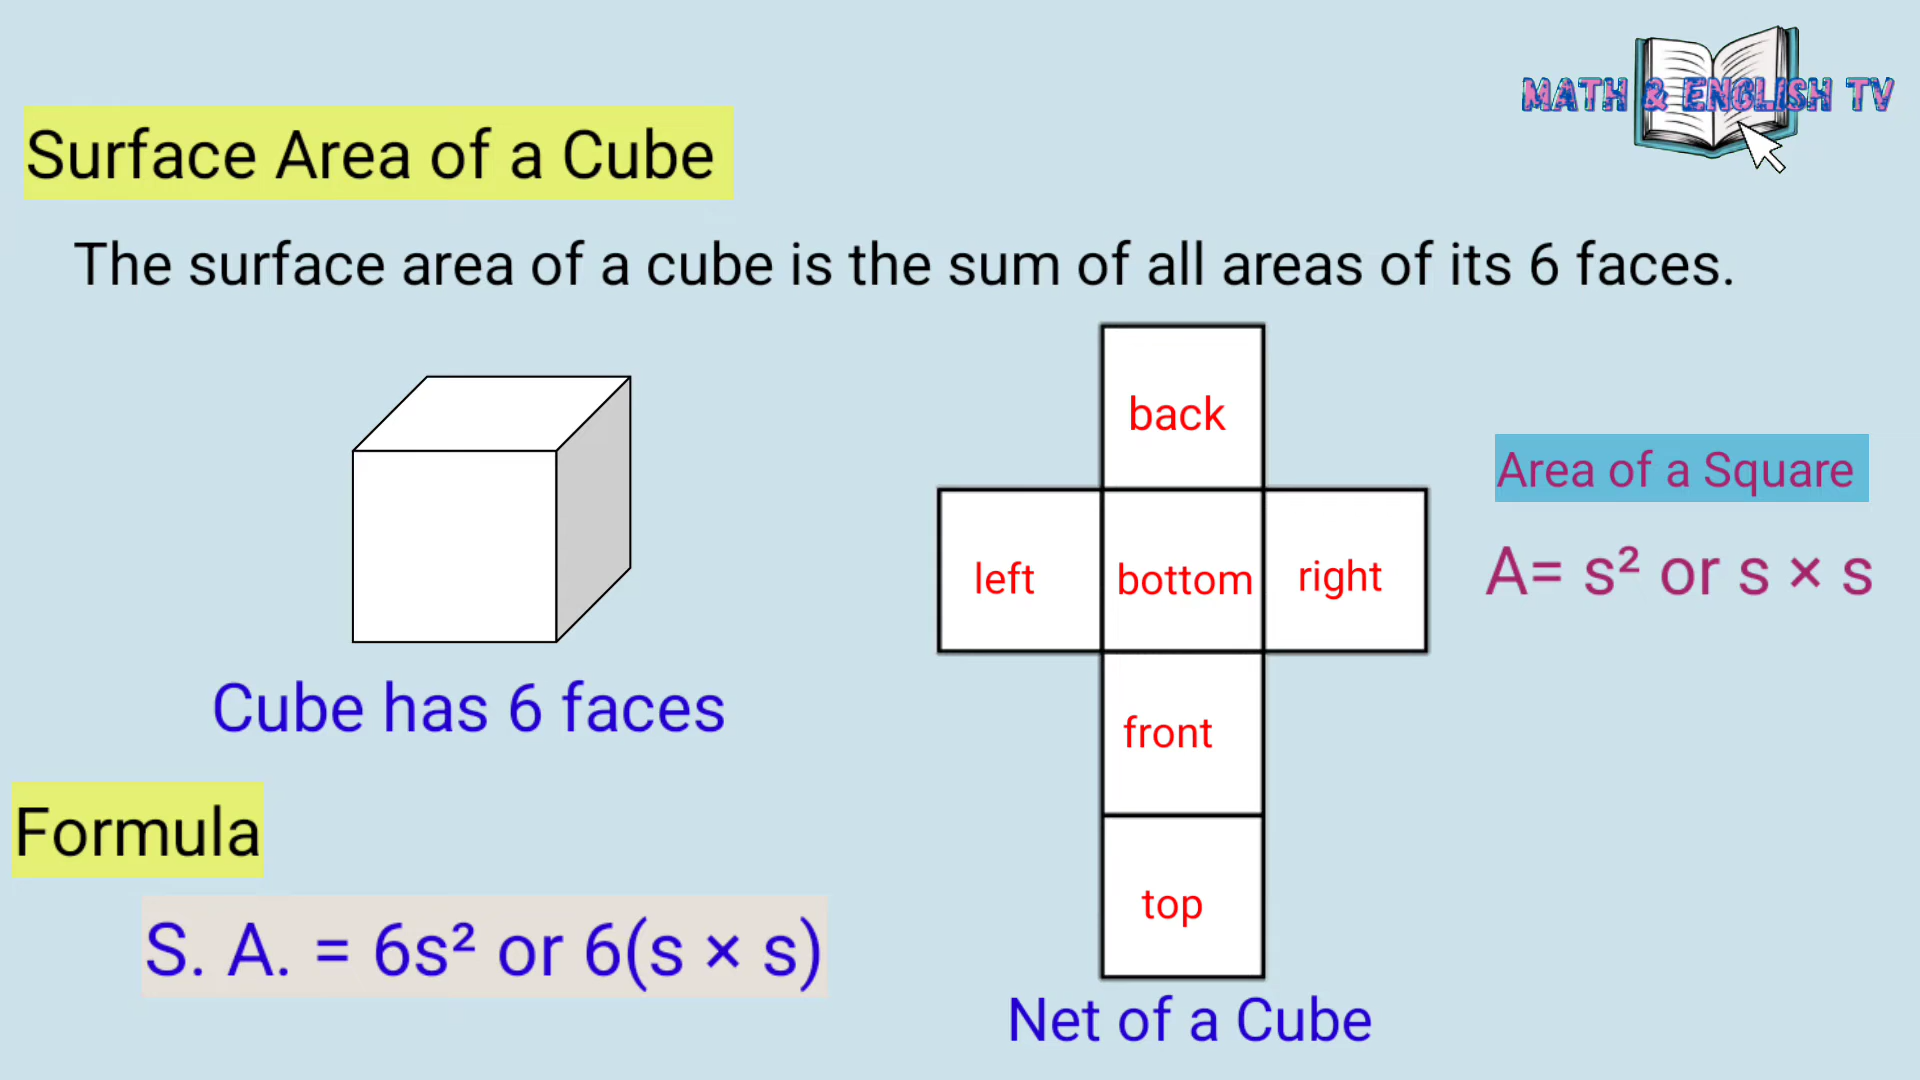 MATH & ENGLISH TV
Surface Area of a Cube
The surface area of a cube is the sum of all areas of its 6 faces.
back
left
bottom
right
front
top
Area of a Square
A= s² or s × s
Cube has 6 faces
Formula
S. A. = 6s² or 6(s × s)
Net of a Cube